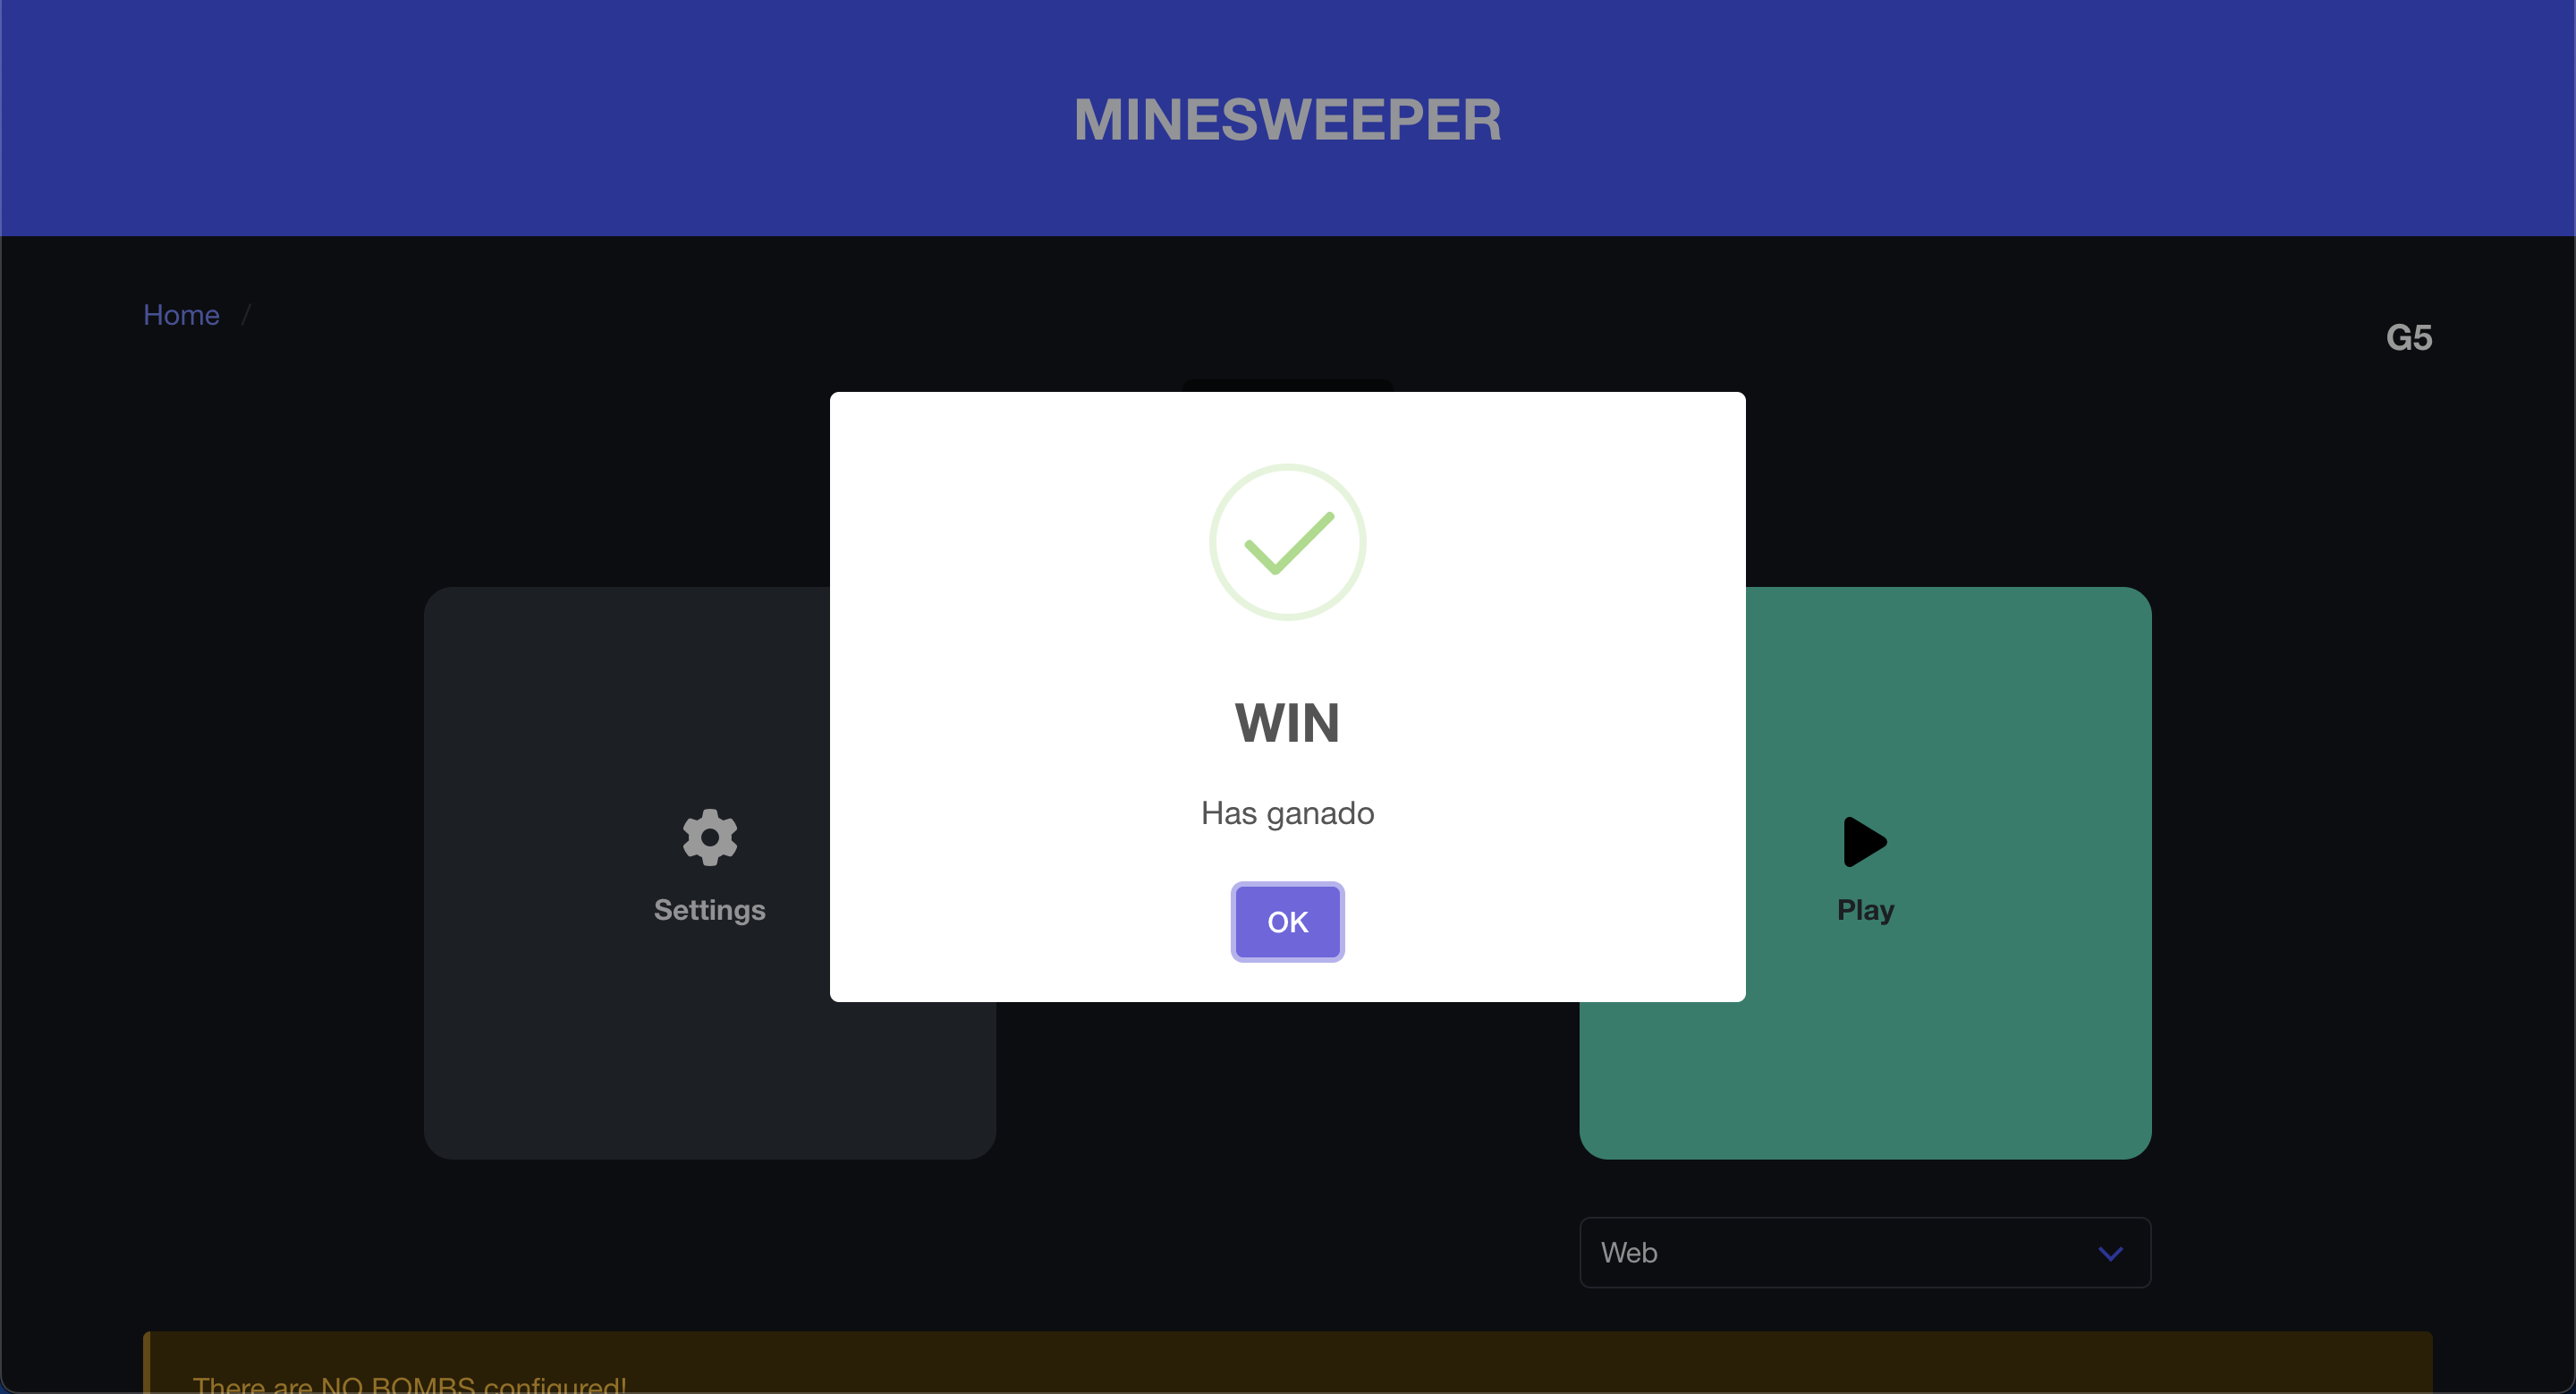 MINESWEEPER
Home /
G5
WIN
Has ganado
OK
Settings
Play
Web
There are NO BOMBS configured!